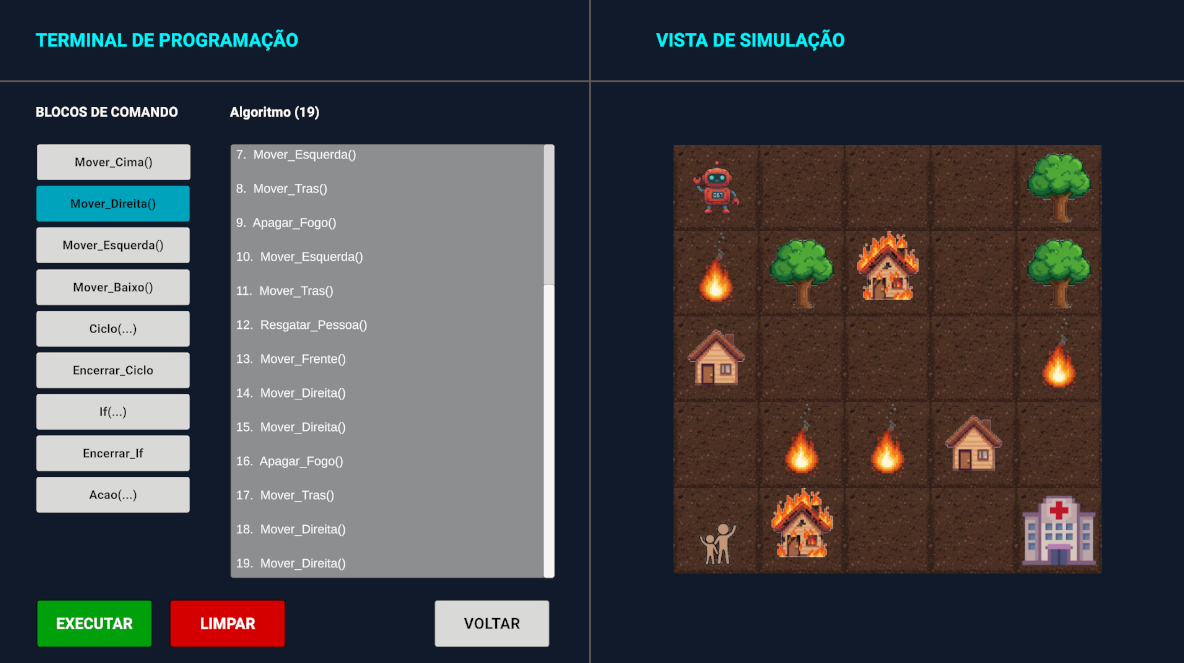 TERMINAL DE PROGRAMAÇÃO
VISTA DE SIMULAÇÃO
BLOCOS DE COMANDO
Algoritmo (19)
Mover_Cima()
Mover_Direita()
Mover_Esquerda()
Mover_Baixo()
Ciclo(...)
Encerrar_Ciclo
If(...)
Encerrar_If
Acao(...)
7. Mover_Esquerda()
8. Mover_Tras()
9. Apagar_Fogo()
10. Mover_Esquerda()
11. Mover_Tras()
12. Resgatar_Pessoa()
13. Mover_Frente()
14. Mover_Direita()
15. Mover_Direita()
16. Apagar_Fogo()
17. Mover_Tras()
18. Mover_Direita()
19. Mover_Direita()
EXECUTAR
LIMPAR
VOLTAR